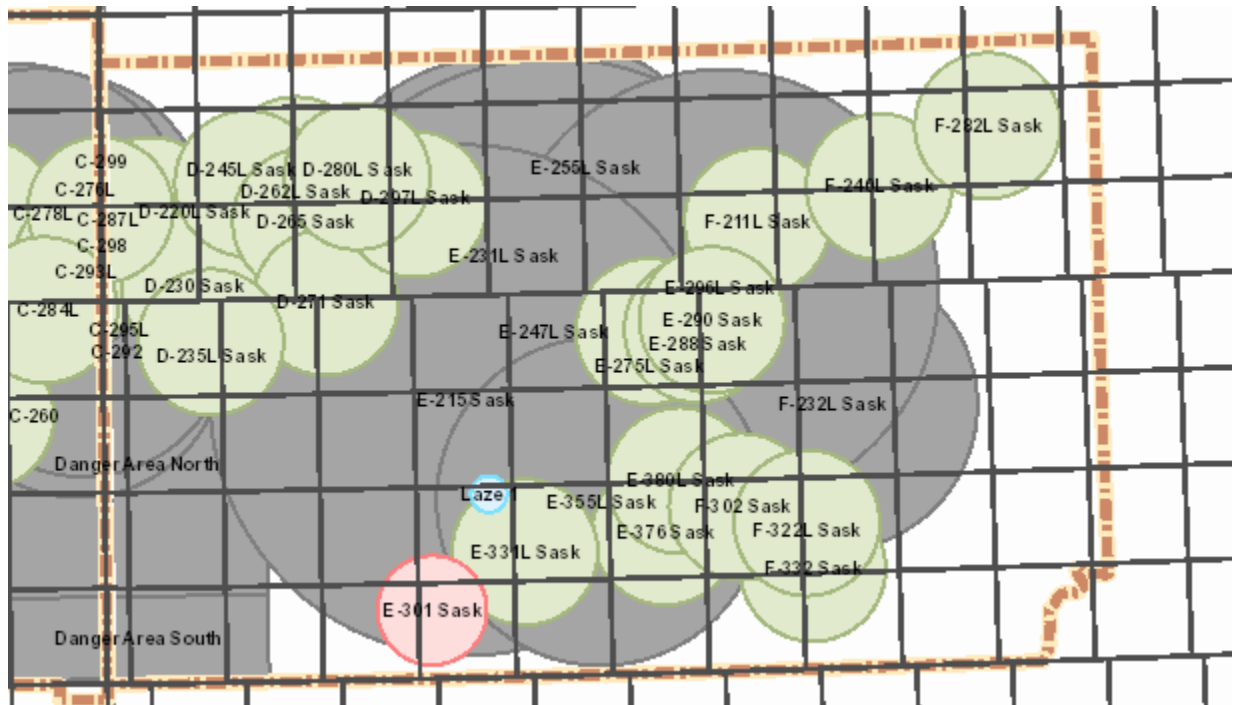 F-282L Sask
C-299
D-245L Sask
D-280L Sask
E-255L Sask
C-276L
D-262L Sask
D-297L Sask
F-240L Sask
C-278L
C-287L
D-220L Sask
D-265 Sask
F-211L Sask
C-298
E-231L Sask
C-293L
D-230 Sask
E-296L Sask
C-284L
D-271 Sask
C-295L
E-247L Sask
E-290 Sask
C-292
D-235L Sask
E-288 Sask
E-275L Sask
C-260
E-215 Sask
F-232L Sask
Danger Area North
E-380L Sask
Laze 1
E-355L Sask
F-302 Sask
E-331L Sask
E-376 Sask
F-322L Sask
F-332 Sask
E-301 Sask
Danger Area South